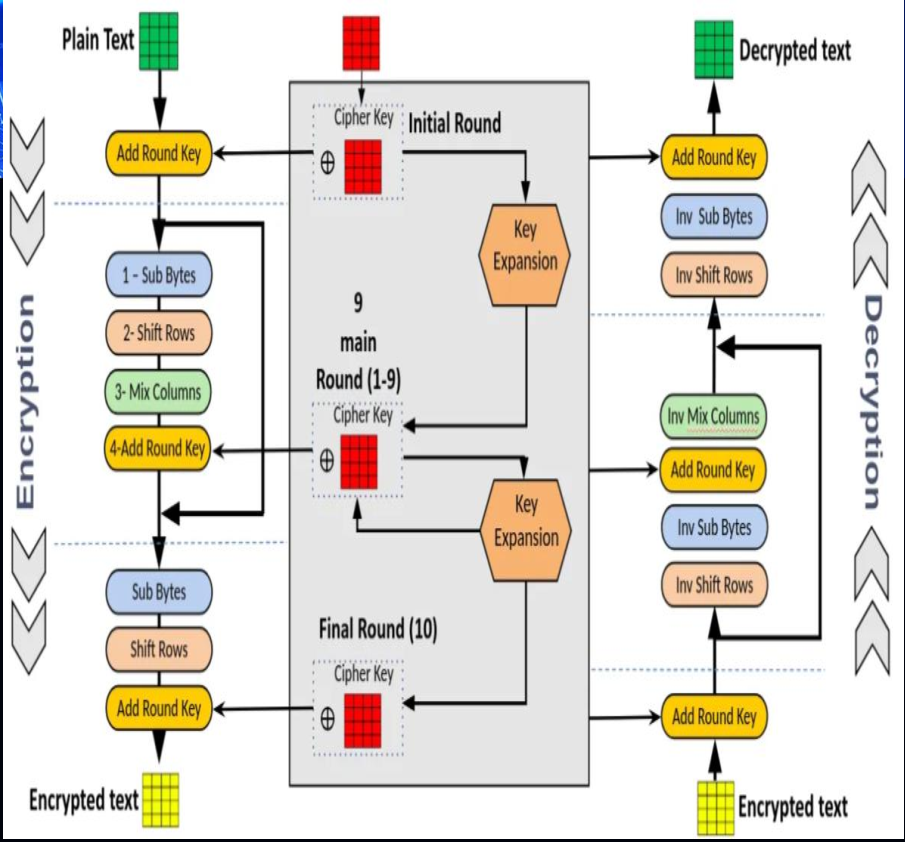 Plain Text
Add Round Key
1 – Sub Bytes
2- Shift Rows
3- Mix Columns
4-Add Round Key
Sub Bytes
Shift Rows
Add Round Key
Encrypted text
Encryption
Cipher Key
Initial Round
⊕
Key
Expansion
9
main
Round (1-9)
Cipher Key
⊕
Key
Expansion
Final Round (10)
Cipher Key
⊕
Decrypted text
Add Round Key
Inv Sub Bytes
Inv Shift Rows
Inv Mix Columns
Add Round Key
Inv Sub Bytes
Inv Shift Rows
Add Round Key
Encrypted text
Decryption